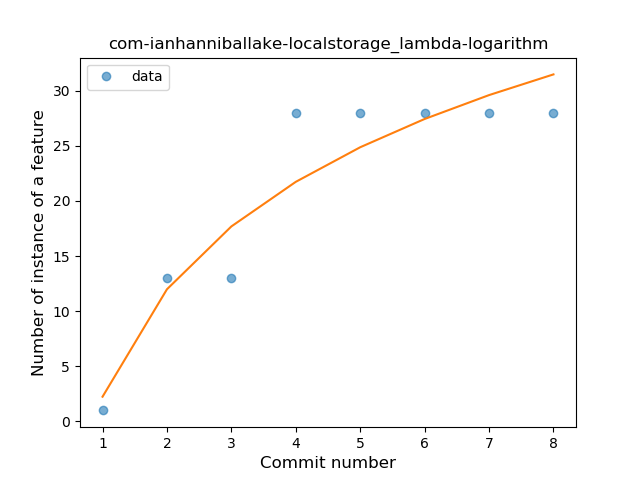 com-ianhanniballake-localstorage_lambda-logarithm
data
Number of instance of a feature
30
25
20
15
10
5
0
1 2 3 4 5 6 7 8
Commit number